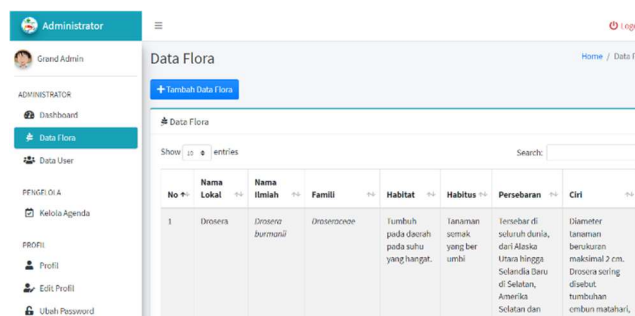 Administrator
Grand Admin
ADMINISTRATOR
Dashboard
Data Flora
Data User
PENGELOLA
Kelola Agenda
PROFIL
Profil
Edit Profil
Ubah Password
Data Flora
Home / Data
Tambah Data Flora
Data Flora
Show 10 entries
Search:
No
Nama Lokal
Nama Ilmiah
Famili
Habitat
Habitus
Persebaran
Ciri
1
Drosera
Drosera
burmanii
Droseraceae
Tumbuh
pada daerah
pada suhu
yang hangat.
Tanaman
semak
yang ber
umbi
Tersebar di
seluruh dunia,
dari Alaska
Utara hingga
Selandia Baru
di Selatan,
Amerika
Selatan dan
Diameter
tanaman
berukuran
maksimal 2 cm.
Drosera sering
disebut
tumbuhan
embun matahari,